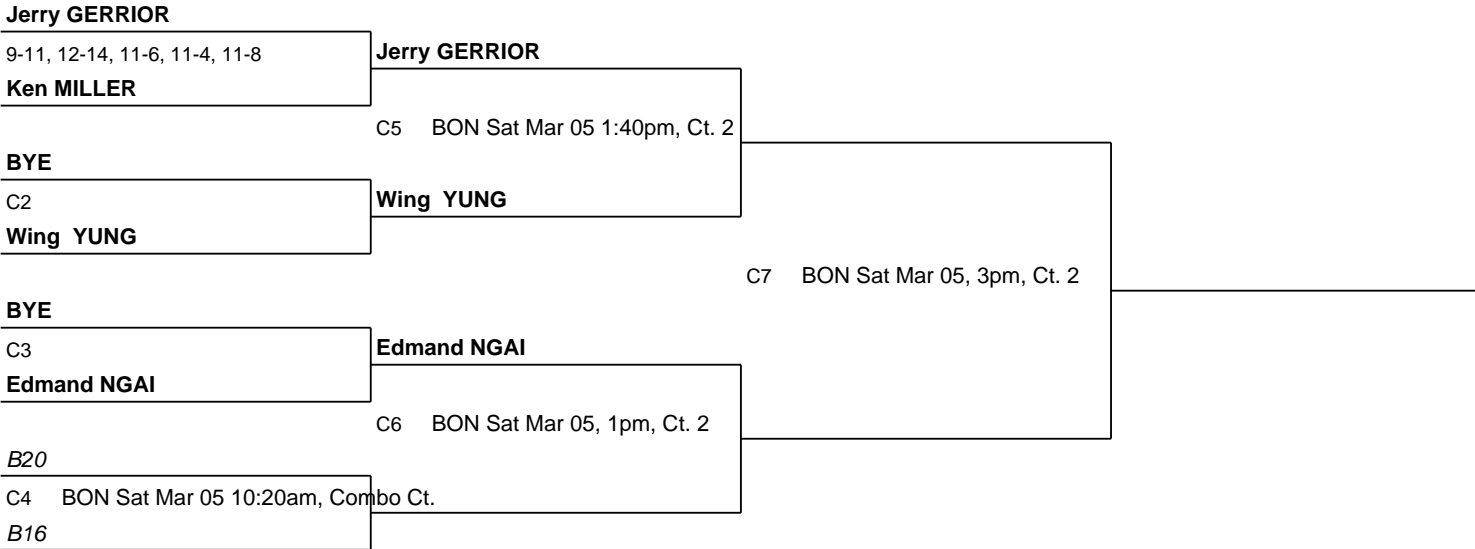 Jerry GERRIOR
9-11, 12-14, 11-6, 11-4, 11-8
Jerry GERRIOR
Ken MILLER
C5 BON Sat Mar 05 1:40pm, Ct. 2
BYE
C2
Wing YUNG
Wing YUNG
C7 BON Sat Mar 05, 3pm, Ct. 2
BYE
C3
Edmand NGAI
Edmand NGAI
C6 BON Sat Mar 05, 1pm, Ct. 2
B20
C4 BON Sat Mar 05 10:20am, Combo Ct.
B16